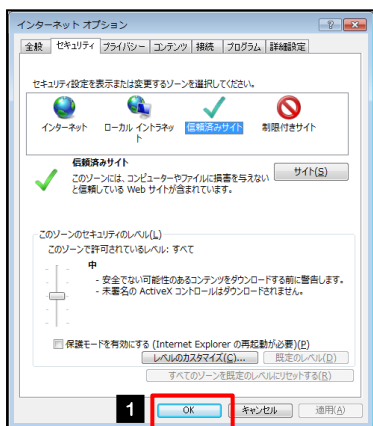 インターネット オプション
全般 セキュリティ プライバシー コンテンツ 接続 プログラム 詳細設定
セキュリティ設定を表示または変更するゾーンを選択してください。
インターネット ローカル イントラネッ 信頼済みサイト 制限付きサイト
ト
信頼済みサイト
サイト(S)
このゾーンには、コンピューターやファイルに損害を与えない
と信頼している Web サイトが含まれています。
このゾーンのセキュリティのレベル(L)
このゾーンで許可されているレベル: すべて
中
- 安全でない可能性のあるコンテンツをダウンロードする前に警告します。
- 未署名の ActiveX コントロールはダウンロードされません。
保護モードを有効にする (Internet Explorer の再起動が必要)(P)
レベルのカスタマイズ(C)... 既定のレベル(D)
すべてのゾーンを既定のレベルにリセットする(R)
1 OK キャンセル 適用(A)